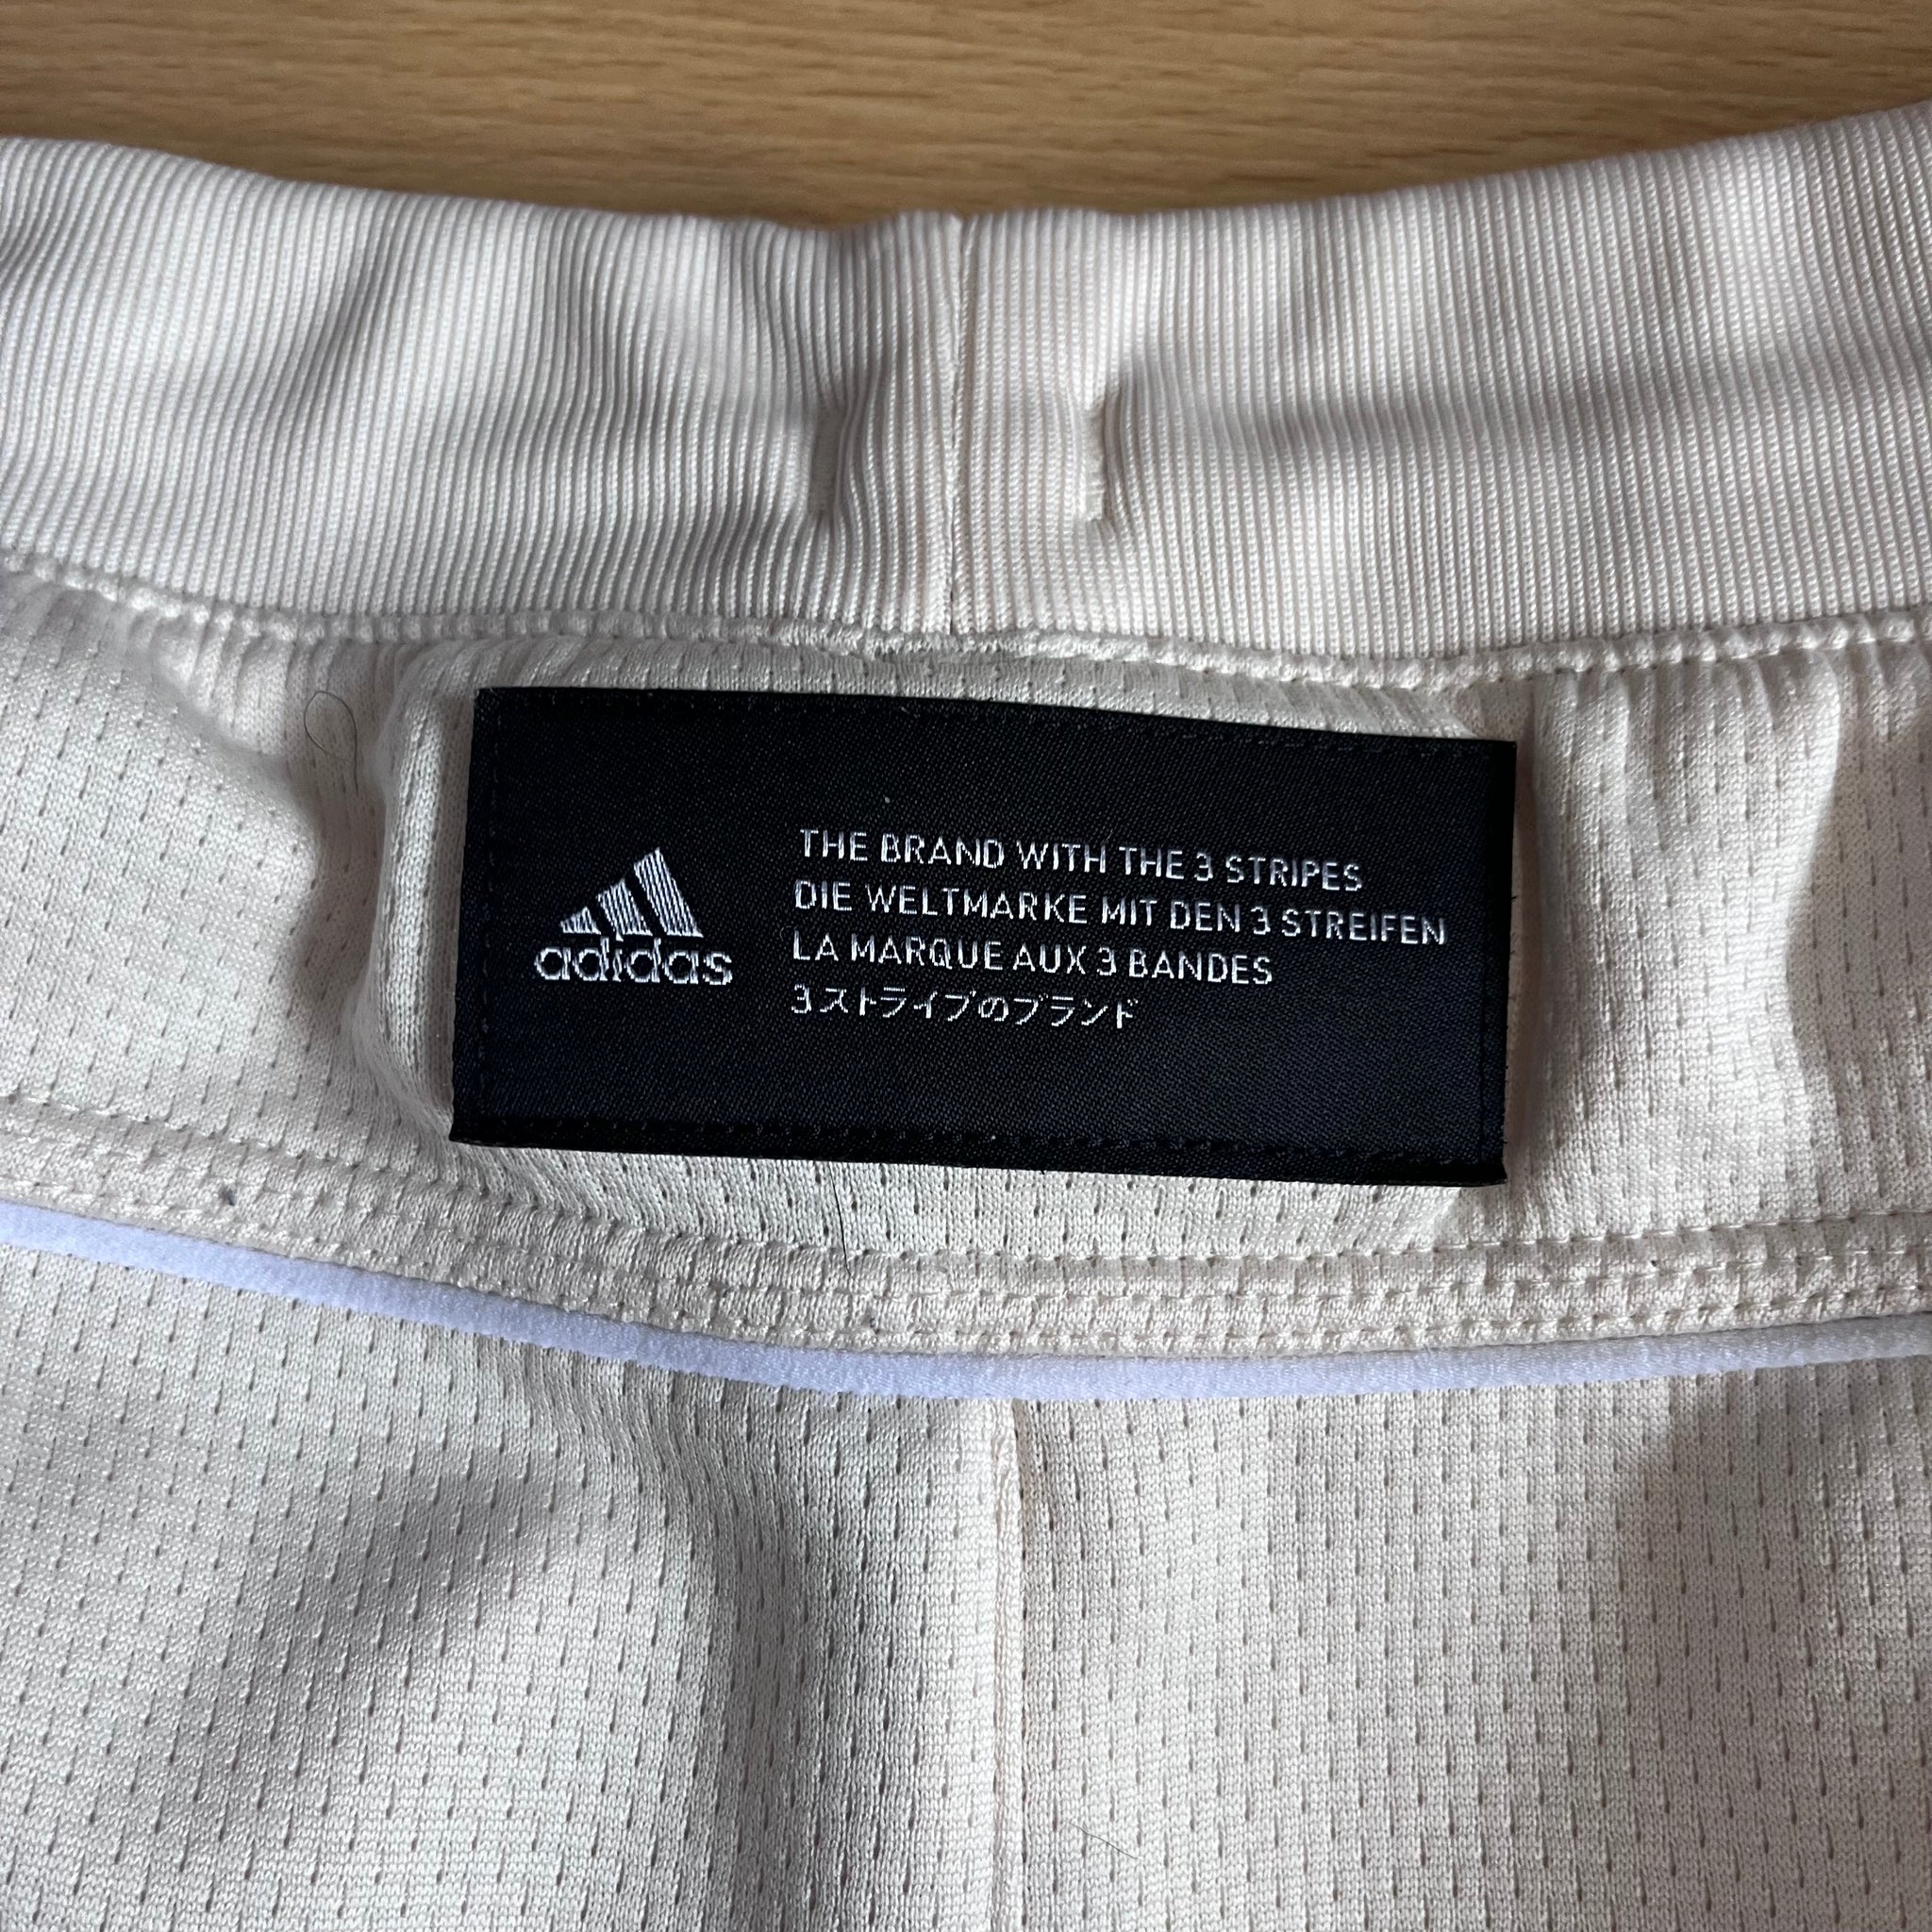 adidas
THE BRAND WITH THE 3 STRIPES
DIE WELTMARKE MIT DEN 3 STREIFEN
LA MARQUE AUX 3 BANDES
3ストライプのブランド